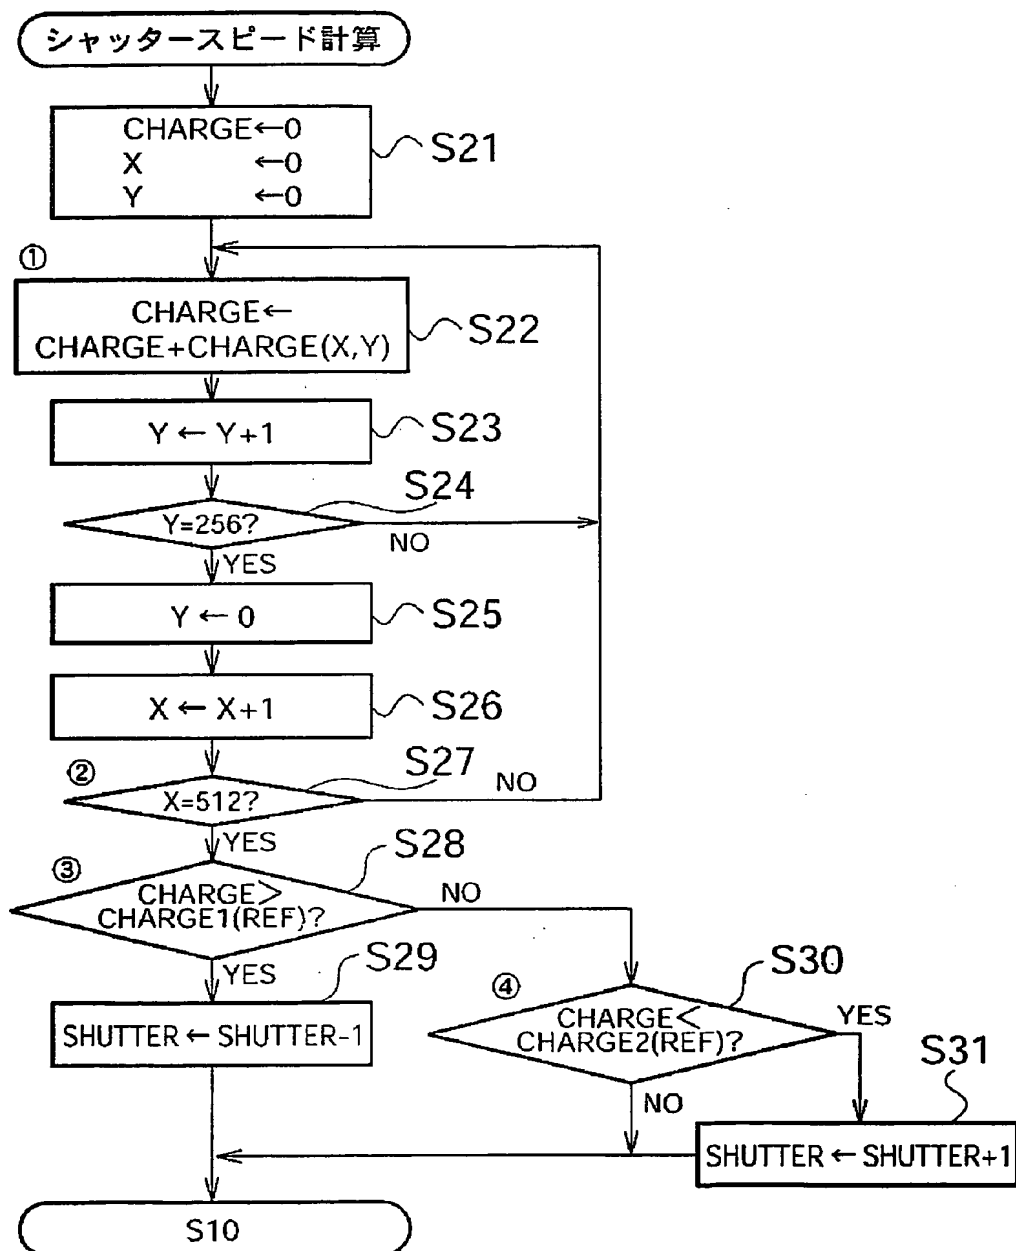 シャッタースピード計算
CHARGE←0
X ←0
Y ←0
S21
①
CHARGE←
CHARGE+CHARGE(X,Y)
S22
Y ← Y+1
S23
S24
Y=256?
NO
YES
Y ← 0
S25
X ← X+1
S26
S27
②
X=512?
NO
YES
S28
③
CHARGE>
CHARGE1(REF)?
NO
YES
S29
SHUTTER ← SHUTTER-1
S30
④
CHARGE<
CHARGE2(REF)?
YES
NO
S31
SHUTTER ← SHUTTER+1
S10